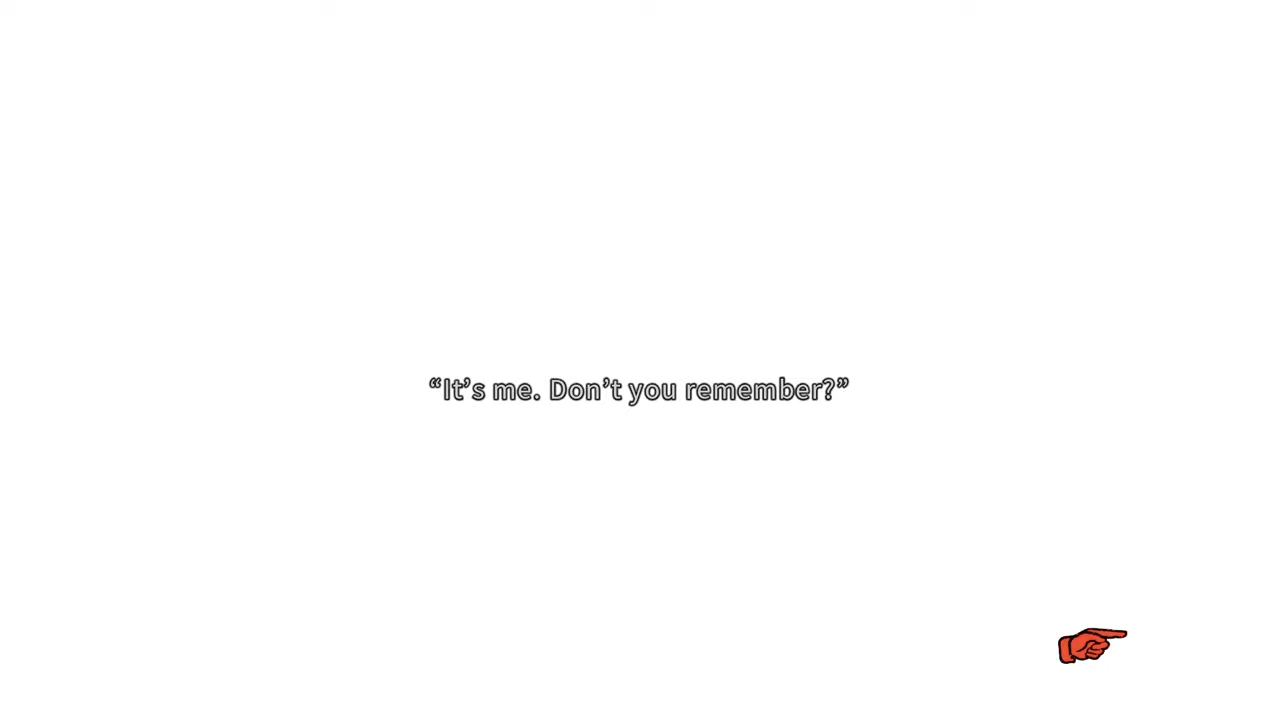 “It’s me. Don’t you remember?”